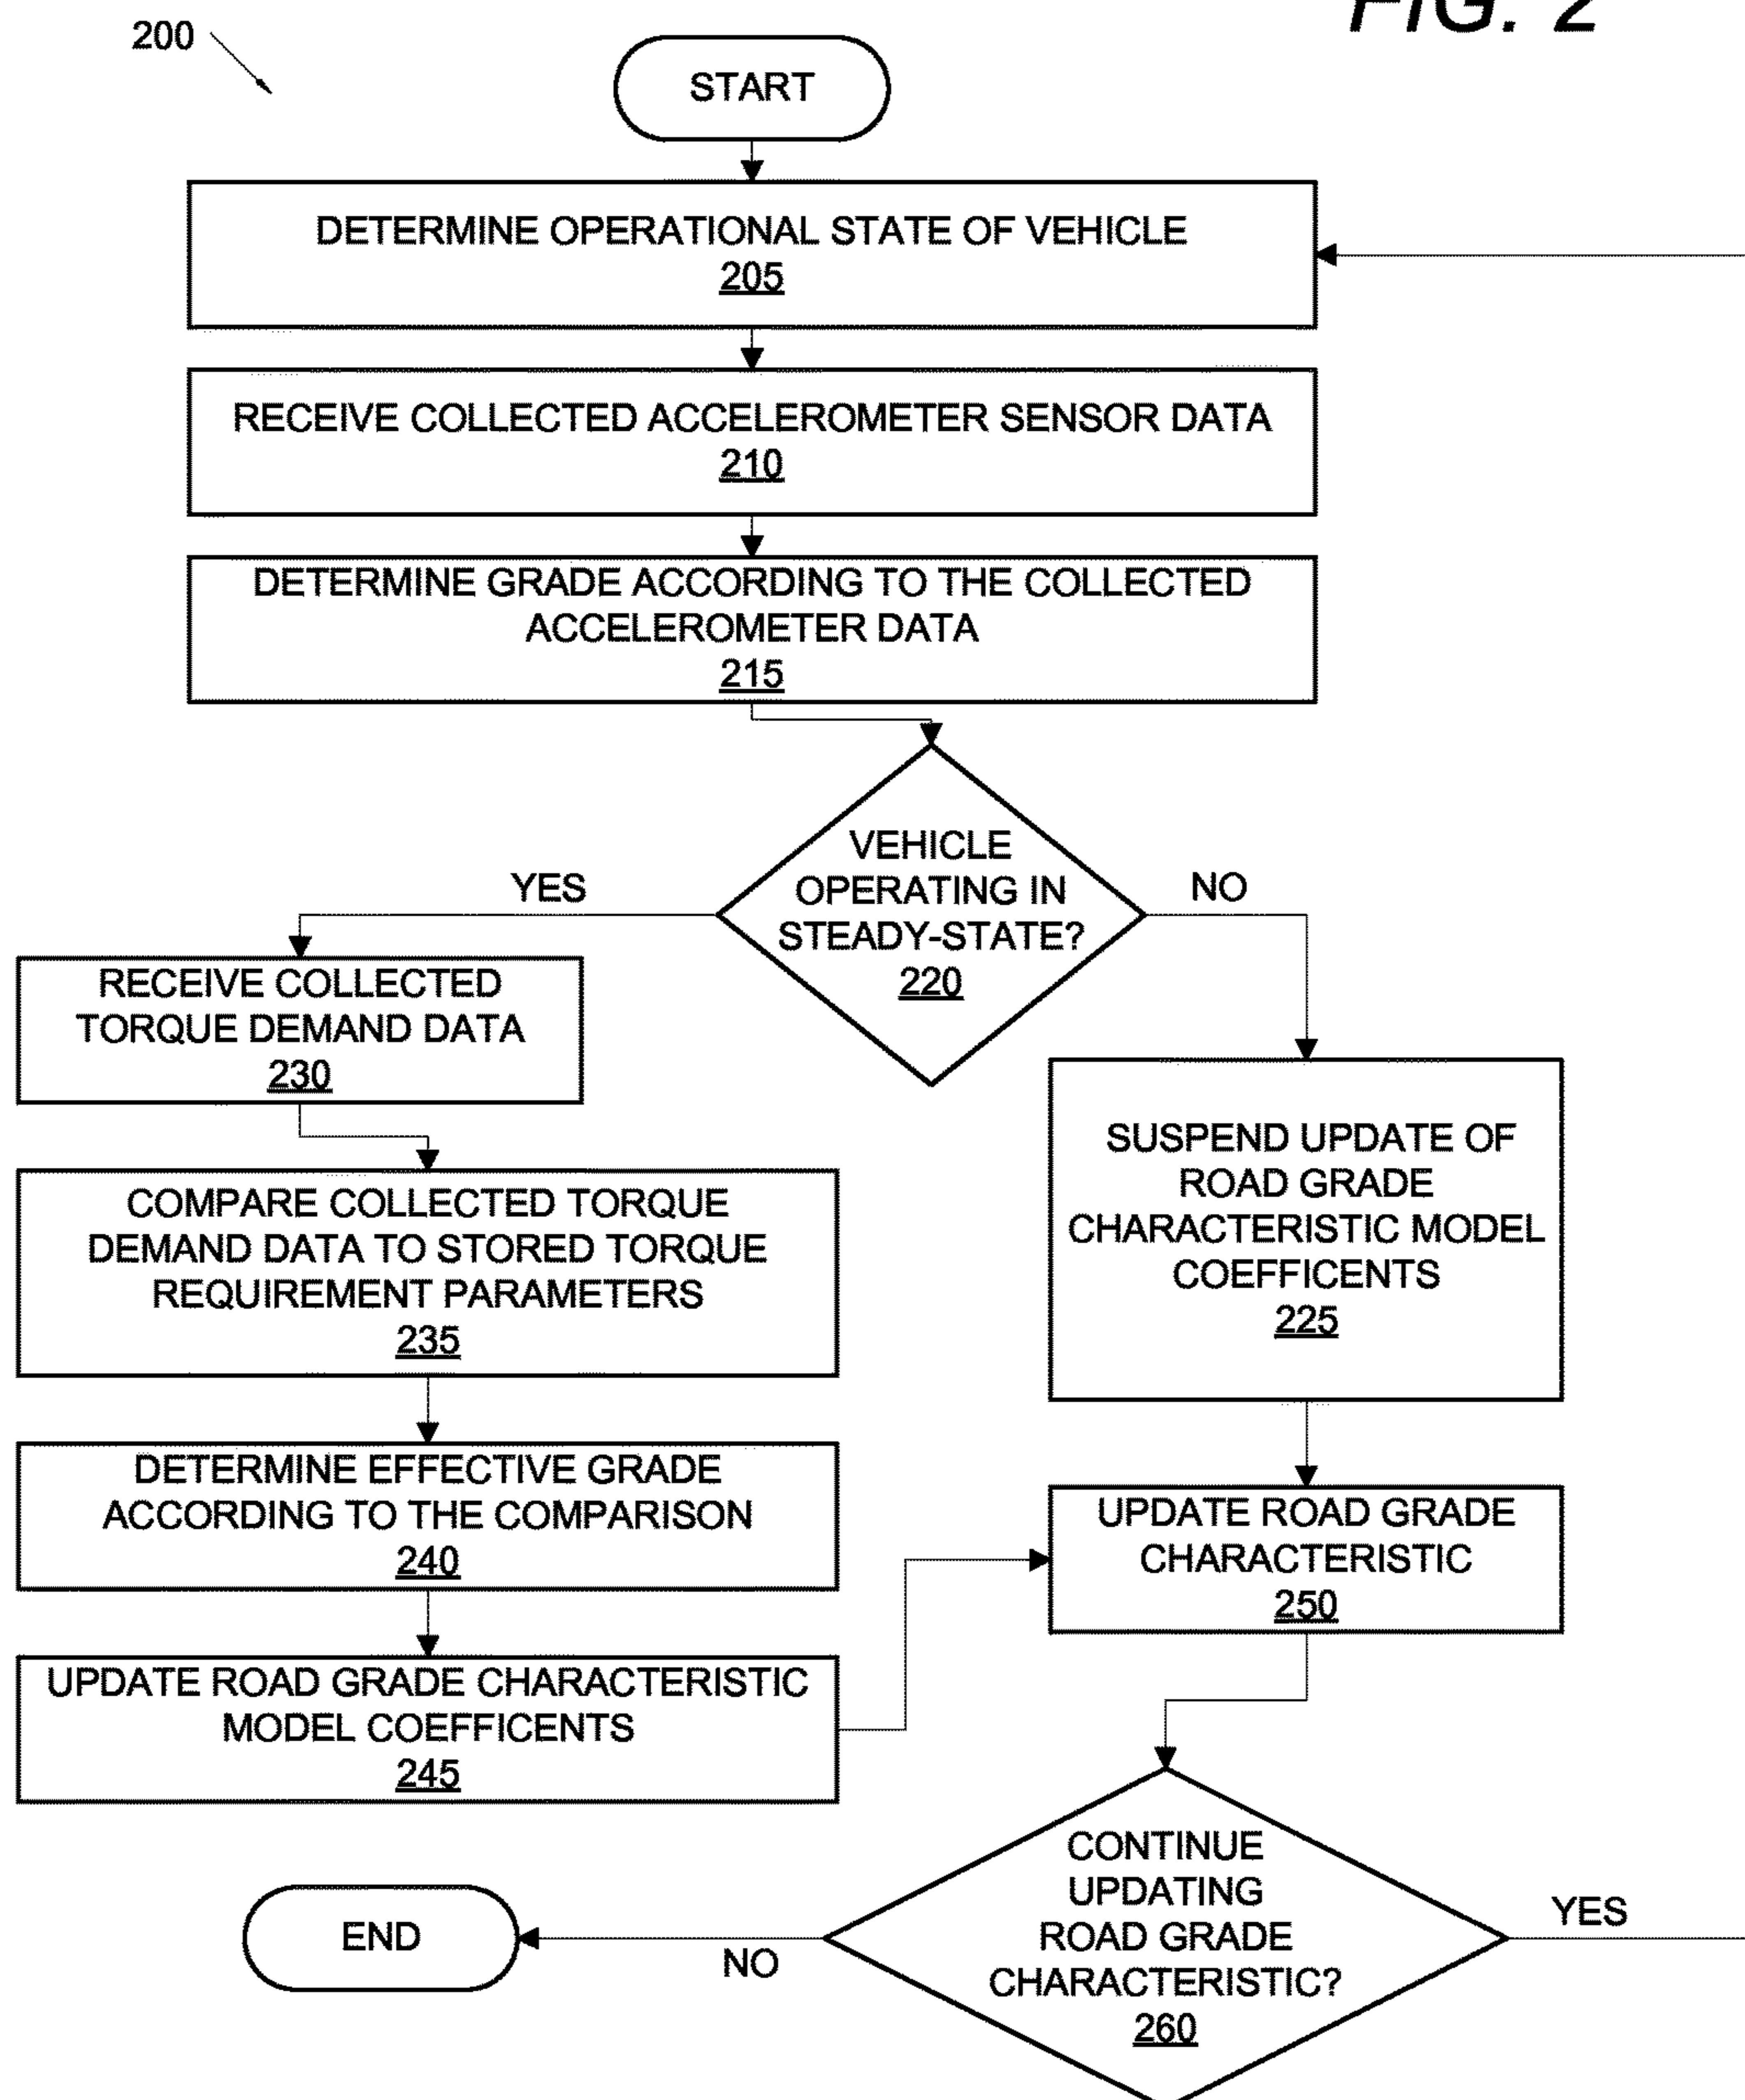 FIG. 2
200
START
DETERMINE OPERATIONAL STATE OF VEHICLE
205
RECEIVE COLLECTED ACCELEROMETER SENSOR DATA
210
DETERMINE GRADE ACCORDING TO THE COLLECTED
ACCELEROMETER DATA
215
VEHICLE
OPERATING IN
STEADY-STATE?
220
YES
NO
RECEIVE COLLECTED
TORQUE DEMAND DATA
230
COMPARE COLLECTED TORQUE
DEMAND DATA TO STORED TORQUE
REQUIREMENT PARAMETERS
235
DETERMINE EFFECTIVE GRADE
ACCORDING TO THE COMPARISON
240
UPDATE ROAD GRADE CHARACTERISTIC
MODEL COEFFICENTS
245
SUSPEND UPDATE OF
ROAD GRADE
CHARACTERISTIC MODEL
COEFFICENTS
225
UPDATE ROAD GRADE
CHARACTERISTIC
250
CONTINUE
UPDATING
ROAD GRADE
CHARACTERISTIC?
260
YES
NO
END